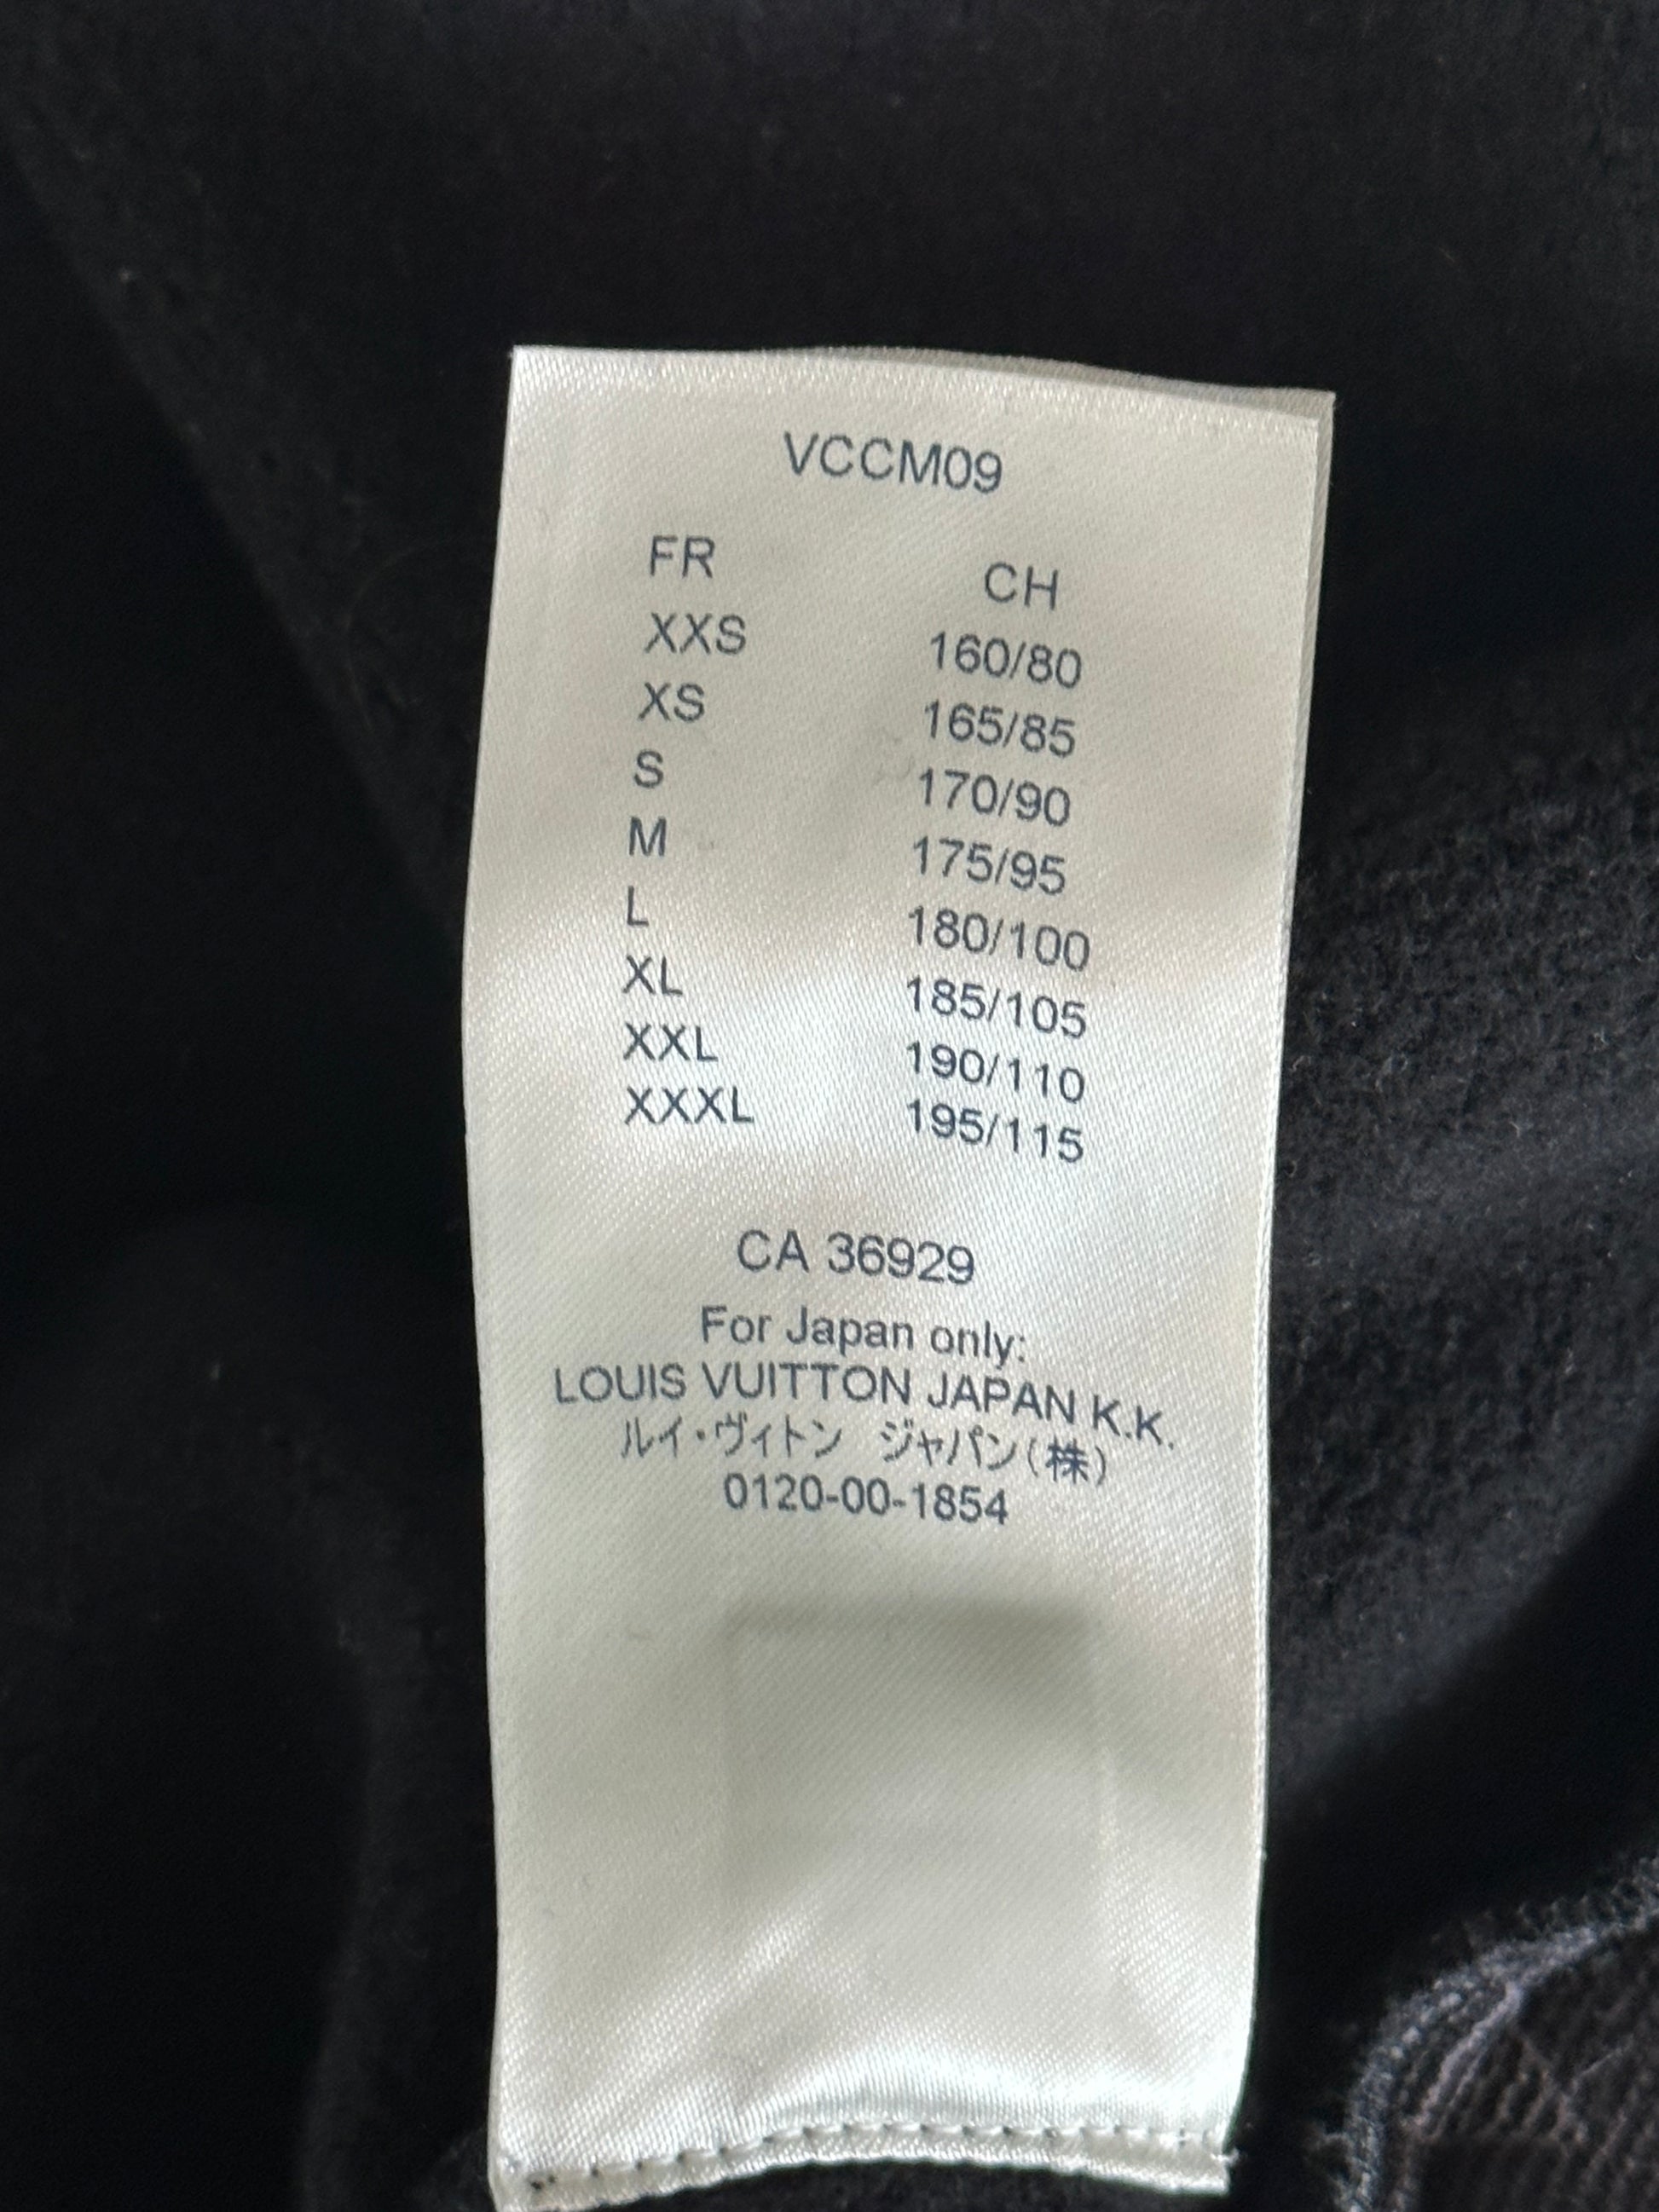 VCCM09
FR CH
XXS 160/80
XS 165/85
S 170/90
M 175/95
L 180/100
XL 185/105
XXL 190/110
XXXL 195/115
CA 36929
For Japan only:
LOUIS VUITTON JAPAN K.K.
ルイ・ヴィトン ジャパン(株)
0120-00-1854